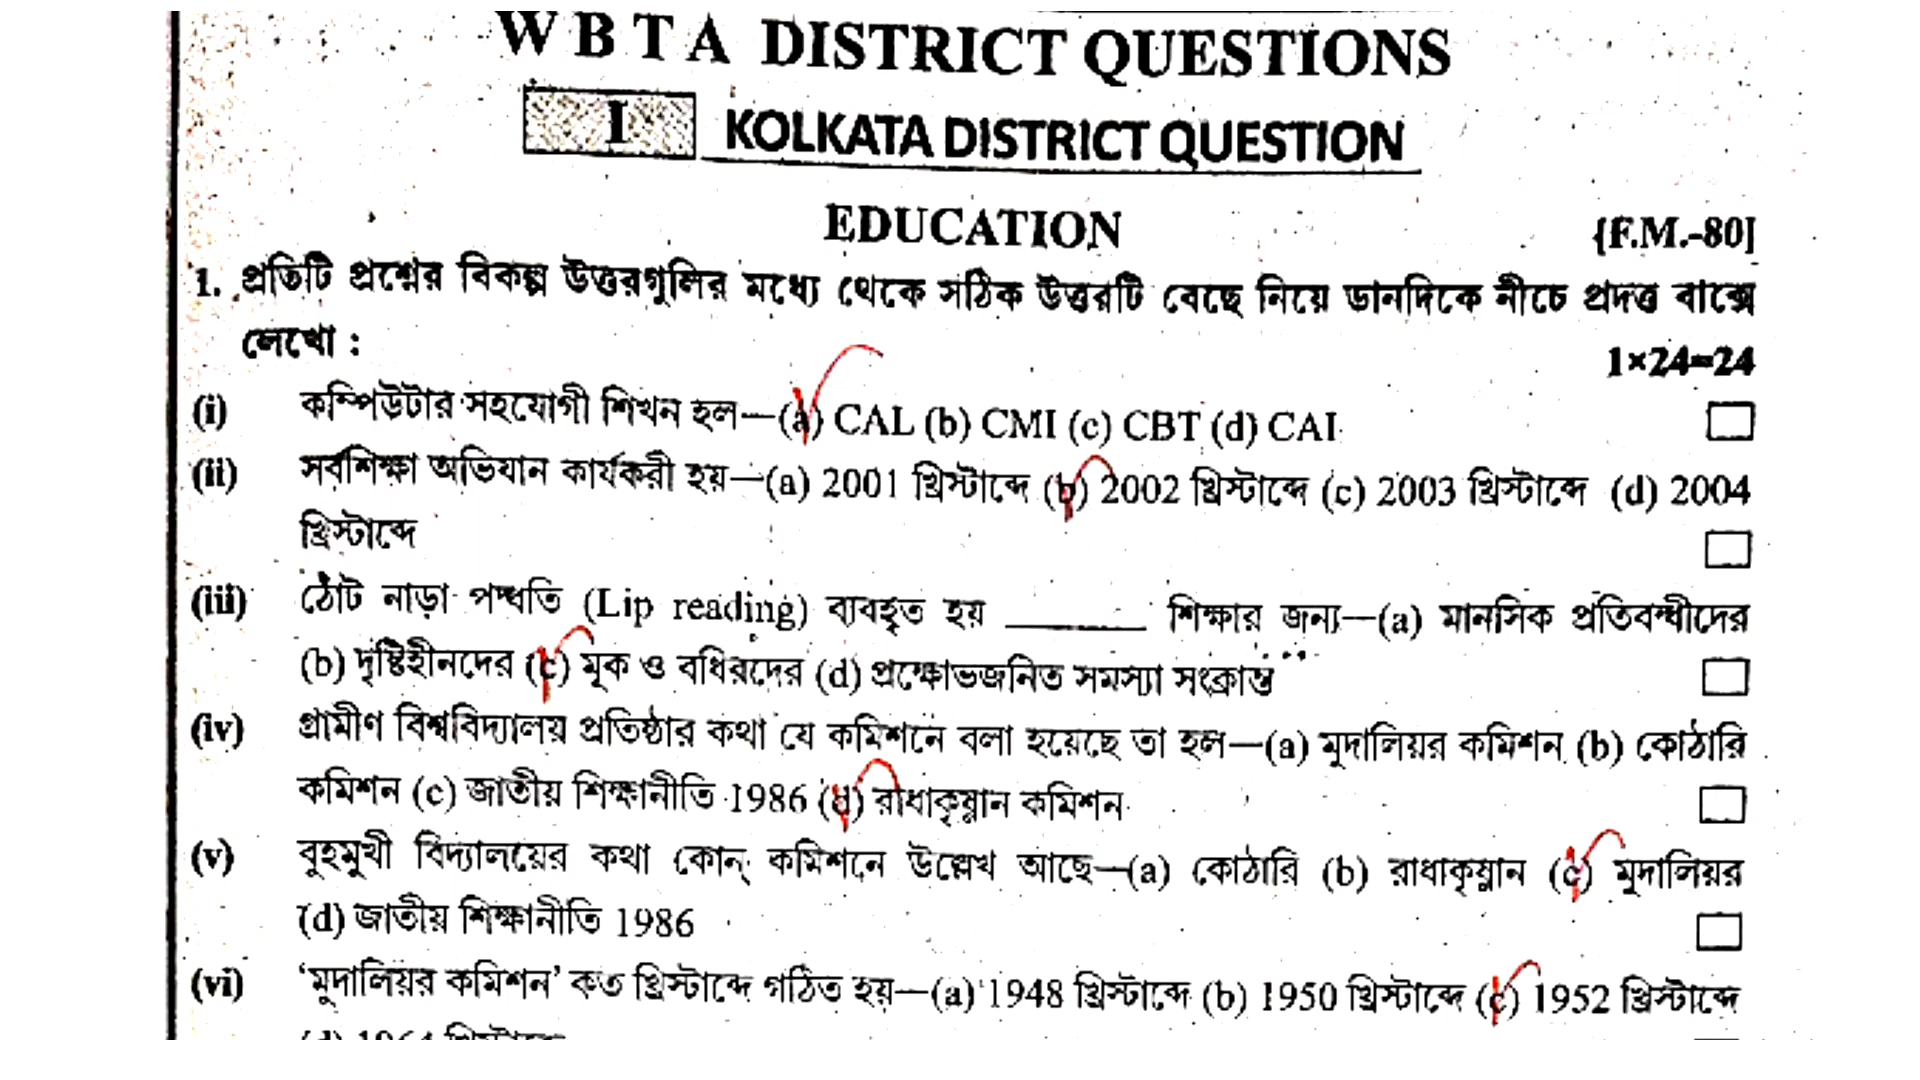 W B T A DISTRICT QUESTIONS
I KOLKATA DISTRICT QUESTION
EDUCATION [F.M.-80]
1. প্রতিটি প্রশ্নের বিকল্প উত্তরগুলির মধ্যে থেকে সঠিক উত্তরটি বেছে নিয়ে ডানদিকে নীচে প্রদত্ত বাক্সে
লেখো : 1×24=24
(i) কম্পিউটার সহযোগী শিখন হল—(a) CAL (b) CMI (c) CBT (d) CAI
(ii) সর্বশিক্ষা অভিযান কার্যকরী হয়—(a) 2001 খ্রিস্টাব্দে (b) 2002 খ্রিস্টাব্দে (c) 2003 খ্রিস্টাব্দে (d) 2004
খ্রিস্টাব্দে
(iii) ঠোঁট নাড়া পদ্ধতি (Lip reading) ব্যবহৃত হয় ______ শিক্ষার জন্য—(a) মানসিক প্রতিবন্ধীদের
(b) দৃষ্টিহীনদের (c) মূক ও বধিরদের (d) প্রক্ষোভজনিত সমস্যা সংক্রান্ত
(iv) গ্রামীণ বিশ্ববিদ্যালয় প্রতিষ্ঠার কথা যে কমিশনে বলা হয়েছে তা হল—(a) মুদালিয়র কমিশন (b) কোঠারি
কমিশন (c) জাতীয় শিক্ষানীতি 1986 (d) রাধাকৃষ্ণান কমিশন
(v) বুহমুখী বিদ্যালয়ের কথা কোন্ কমিশনে উল্লেখ আছে—(a) কোঠারি (b) রাধাকৃষ্ণান (c) মুদালিয়র
(d) জাতীয় শিক্ষানীতি 1986
(vi) 'মুদালিয়র কমিশন' কত খ্রিস্টাব্দে গঠিত হয়—(a) 1948 খ্রিস্টাব্দে (b) 1950 খ্রিস্টাব্দে (c) 1952 খ্রিস্টাব্দে